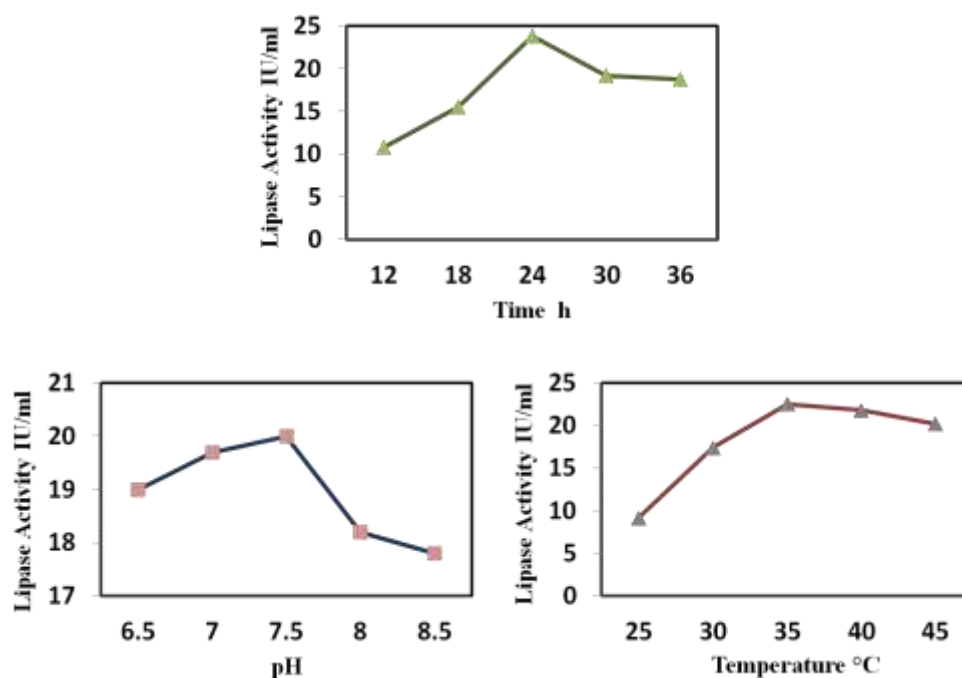 Lipase Activity IU/ml
25
20
15
10
5
0
12 18 24 30 36
Time h
Lipase Activity IU/ml
21
20
19
18
17
6.5 7 7.5 8 8.5
pH
Lipase Activity IU/ml
25
20
15
10
5
0
25 30 35 40 45
Temperature °C